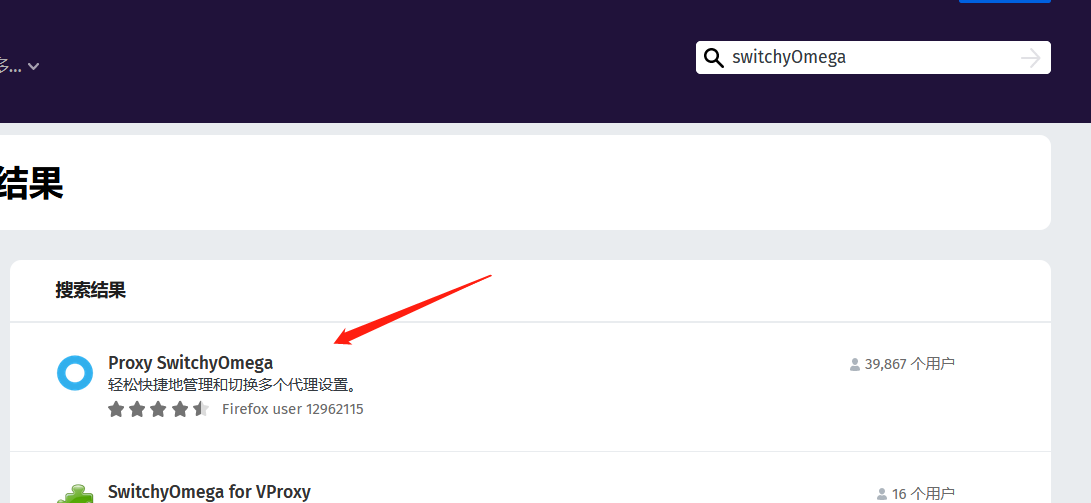 多...
switchyOmega
结果
搜索结果
Proxy SwitchyOmega
39,867 个用户
轻松快捷地管理和切换多个代理设置。
Firefox user 12962115
SwitchyOmega for VProxy
16 个用户